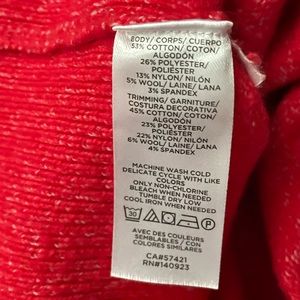 BODY/ CORPS/ CUERPO
53% COTTON/ COTON/
ALGODÓN
26% POLYESTER/
POLIÉSTER
13% NYLON/ NILÓN
5% WOOL/ LAINE/ LANA
3% SPANDEX
TRIMMING/ GARNITURE/
COSTURA DECORATIVA
45% COTTON/ COTON/
ALGODÓN
23% POLYESTER/
POLIÉSTER
22% NYLON/ NILÓN
6% WOOL/ LAINE/ LANA
4% SPANDEX
MACHINE WASH COLD
DELICATE CYCLE WITH LIKE
COLORS
ONLY NON-CHLORINE
BLEACH WHEN NEEDED
TUMBLE DRY LOW
COOL IRON WHEN NEEDED
30
AVEC DES COULEURS
SEMBLABLES / CON
COLORES SIMILARES
CA#57421
RN#140923